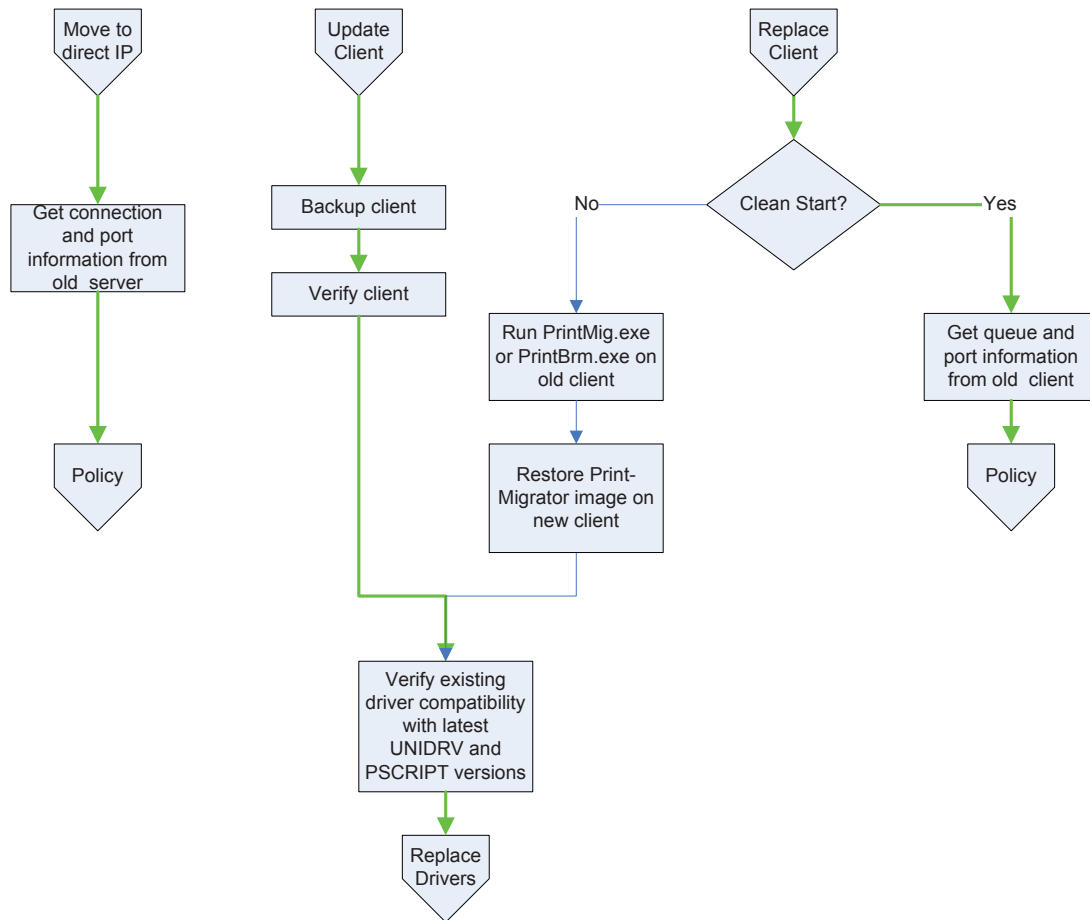 Move to
direct IP
Update
Client
Replace
Client
Get connection
and port
information from
old  server
Backup client
Verify client
Clean Start?
No
Yes
Run PrintMig.exe
or PrintBrm.exe on
old client
Get queue and
port information
from old  client
Policy
Restore Print-
Migrator image on
new client
Policy
Verify existing
driver compatibility
with latest
UNIDRV and
PSCRIPT versions
Replace
Drivers